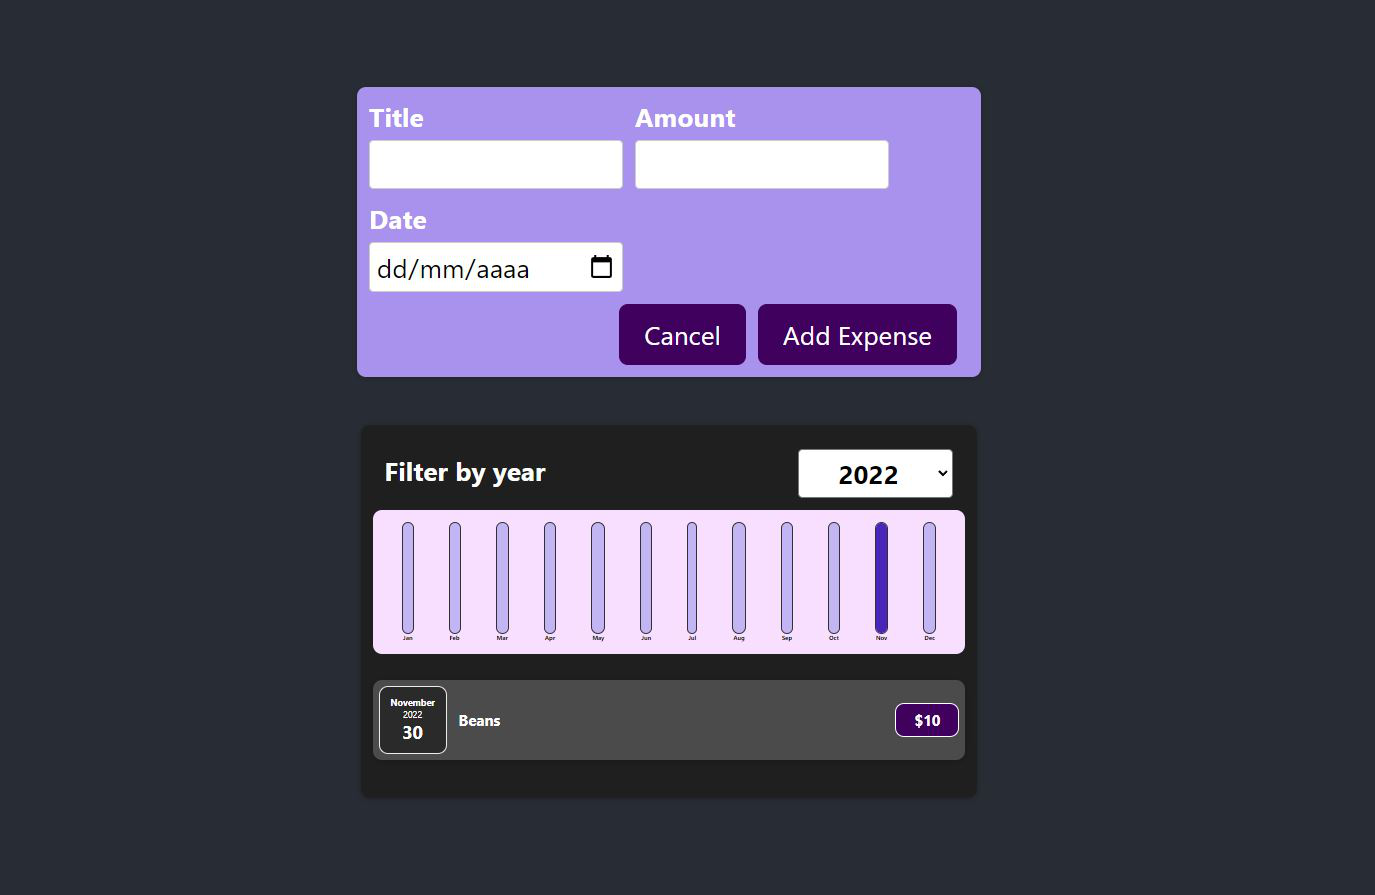 Title Amount
Date
dd/mm/aaaa
Cancel Add Expense
Filter by year 2022
Jan Feb Mar Apr May Jun Jul Aug Sep Oct Nov Dec
November
2022
30
Beans
$10